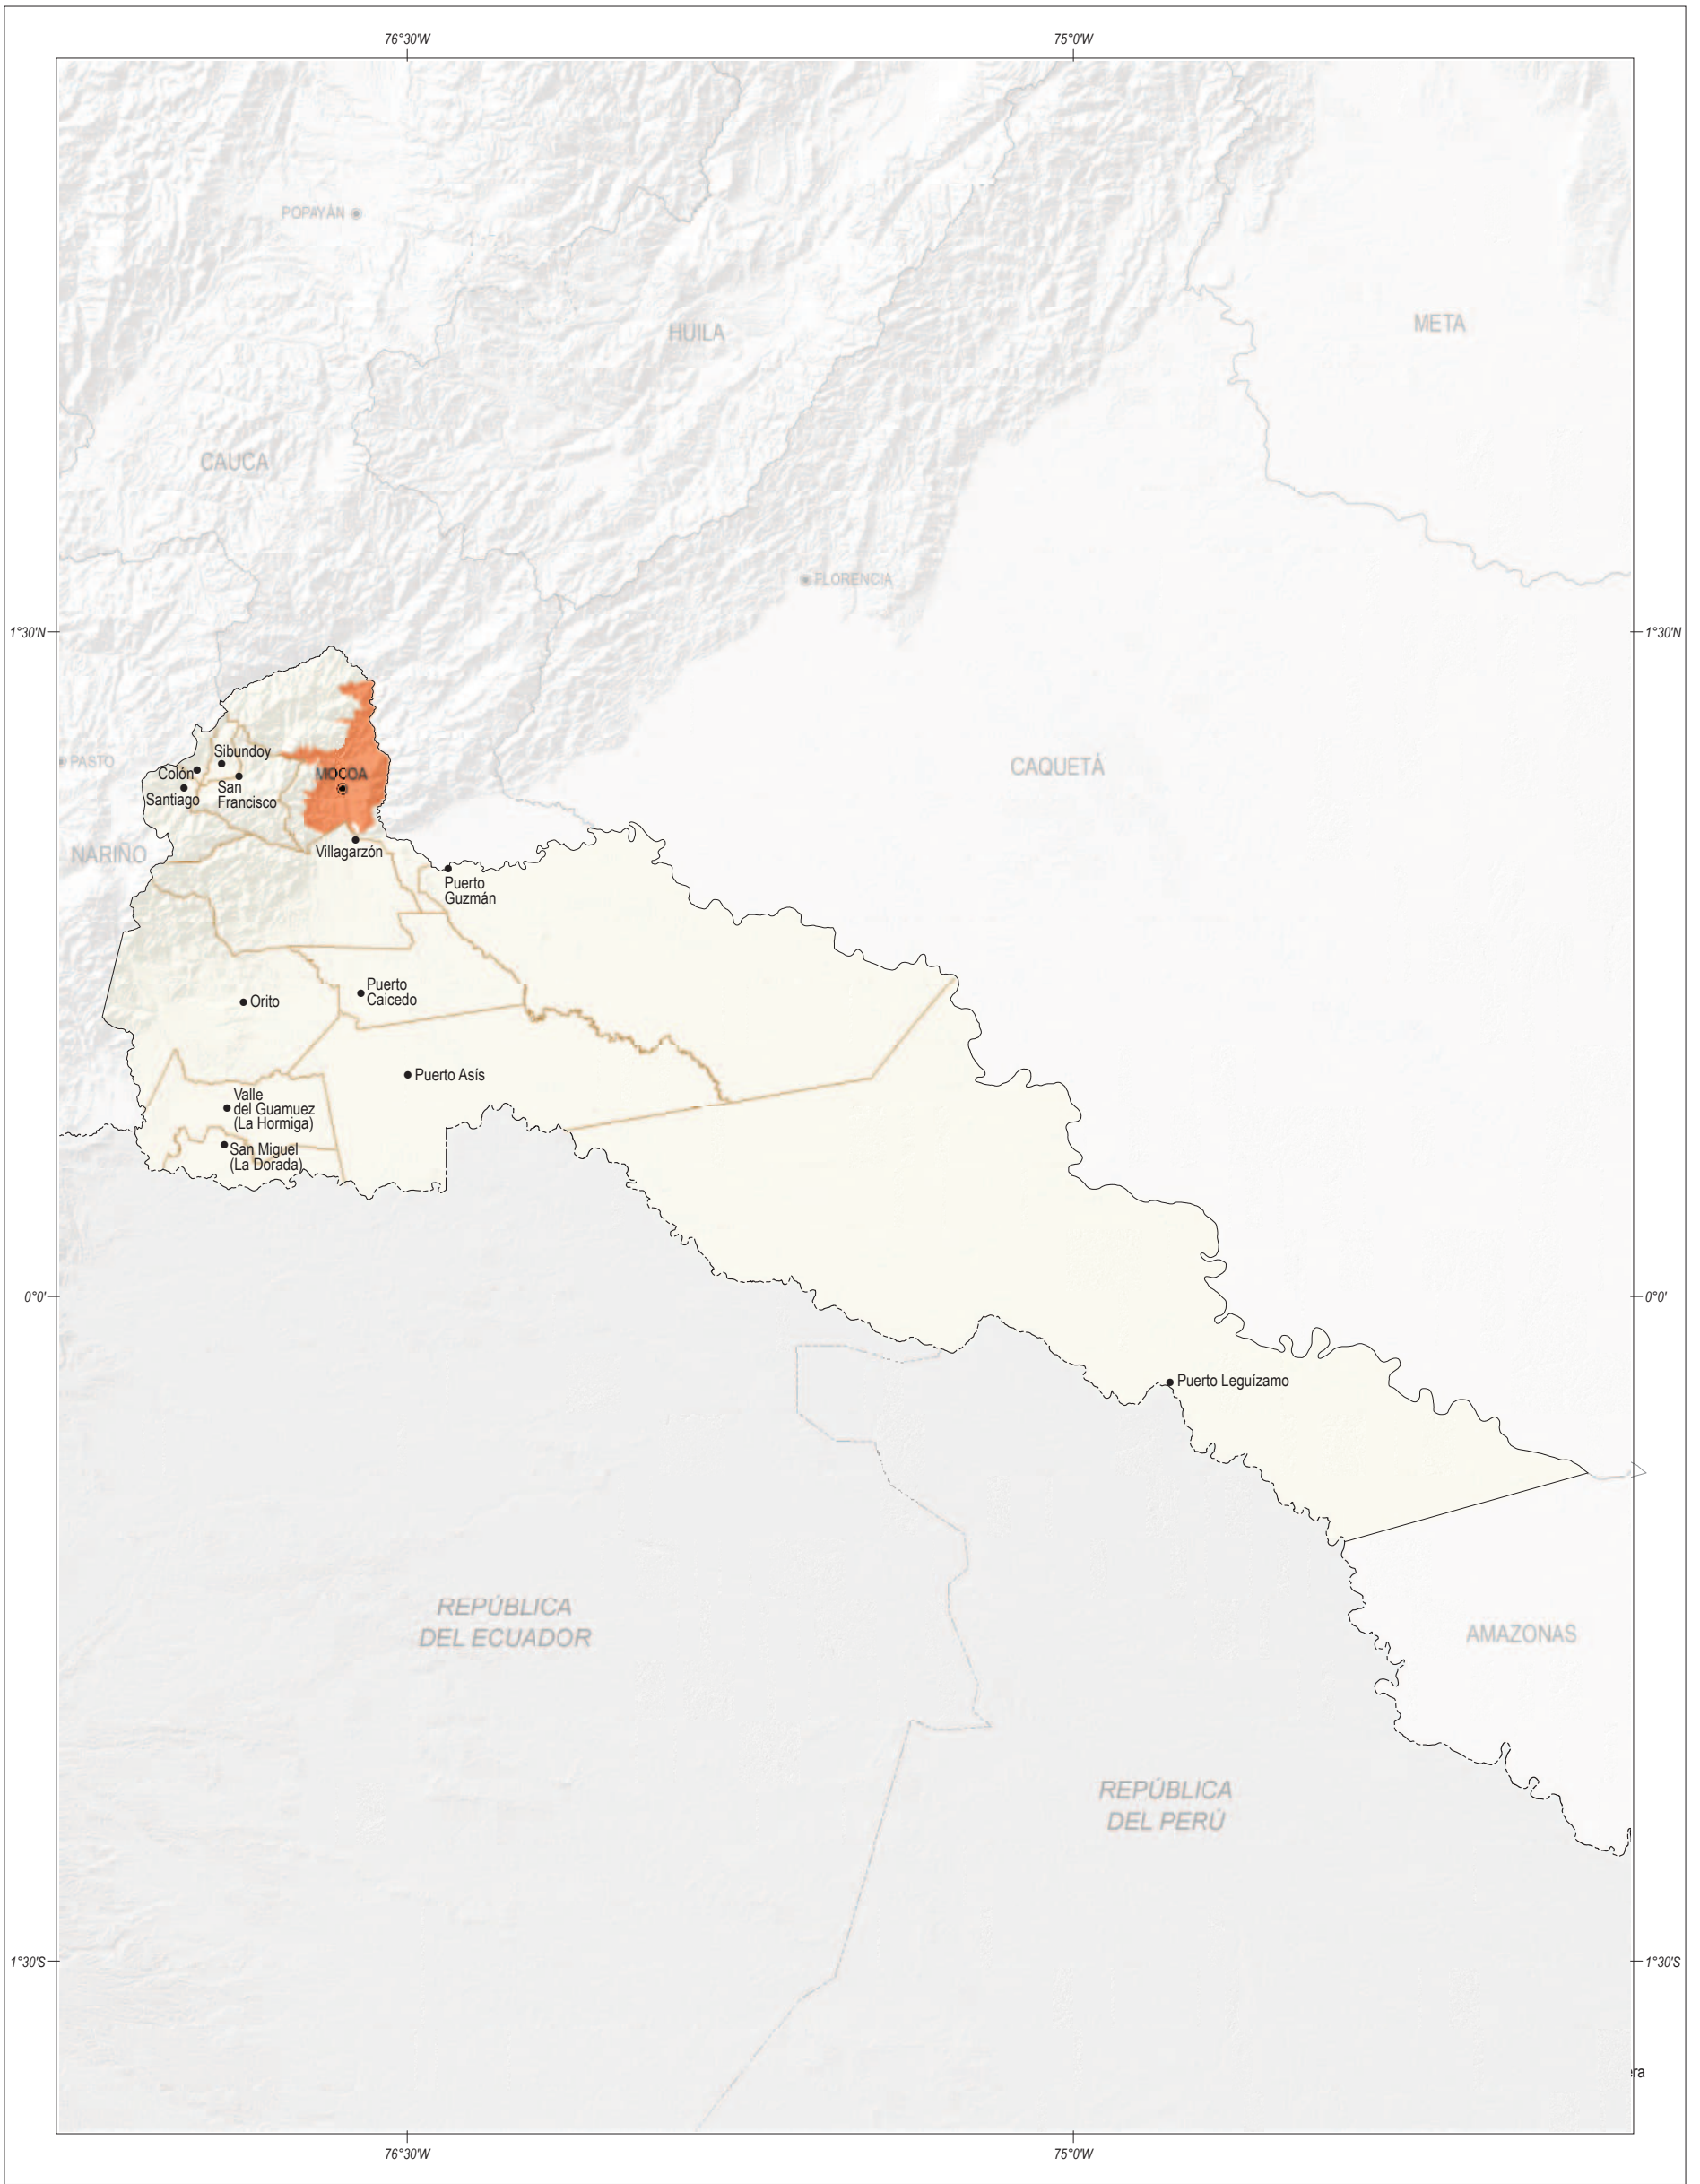 76°30'W
75°0'W
POPAYÁN
HUILA
META
CAUCA
FLORENCIA
1°30'N
1°30'N
Sibundoy
PASTO
Colón
MOCOA
CAQUETÁ
San
Francisco
Santiago
NARIÑO
Villagarzón
Puerto
Guzmán
Puerto
Caicedo
Orito
Puerto Asís
Valle
del Guamuez
(La Hormiga)
San Miguel
(La Dorada)
0°0'
0°0'
Puerto Leguízamo
REPÚBLICA
DEL ECUADOR
AMAZONAS
REPÚBLICA
DEL PERÚ
1°30'S
1°30'S
era
76°30'W
75°0'W